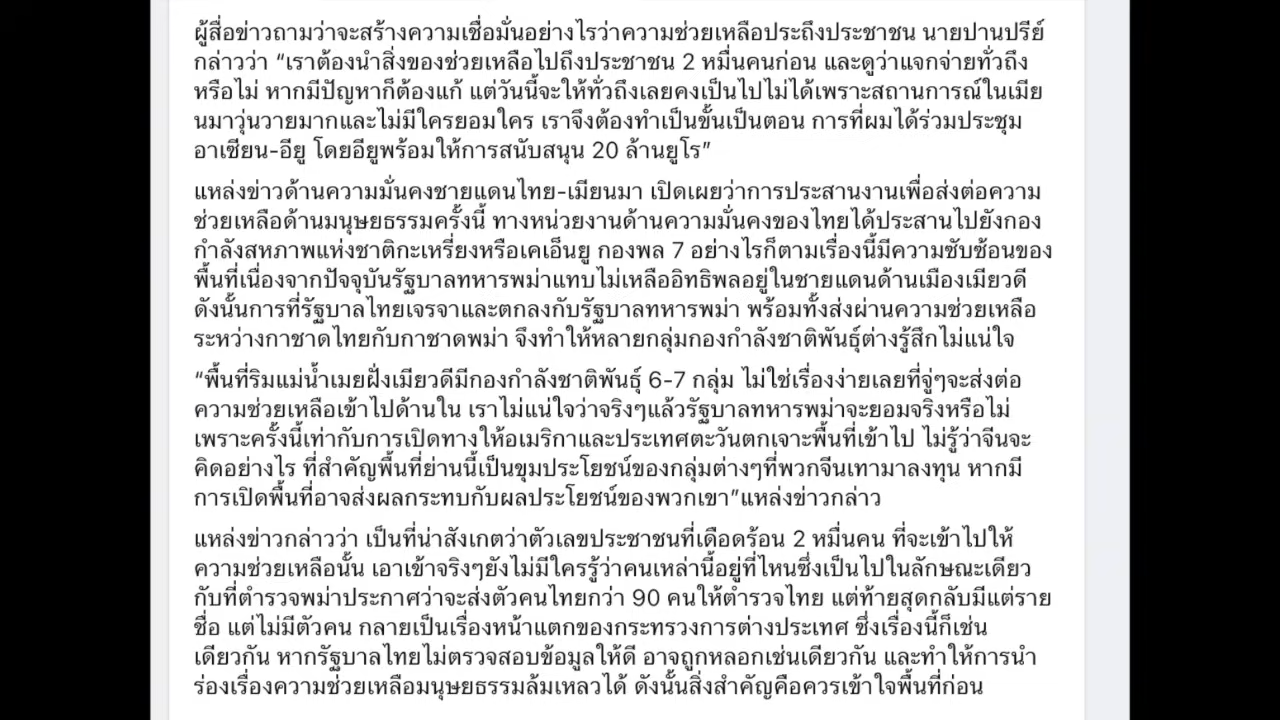 ผู้สื่อข่าวถามว่าจะสร้างความเชื่อมั่นอย่างไรว่าความช่วยเหลือประถึงประชาชน นายปานปรีย์
กล่าวว่า “เราต้องนำสิ่งของช่วยเหลือไปถึงประชาชน 2 หมื่นคนก่อน และดูว่าแจกจ่ายทั่วถึง
หรือไม่ หากมีปัญหาก็ต้องแก้ แต่วันนี้จะให้ทั่วถึงเลยคงเป็นไปไม่ได้เพราะสถานการณ์ในเมีย
นมาวุ่นวายมากและไม่มีใครยอมใคร เราจึงต้องทำเป็นขั้นเป็นตอน การที่ผมได้ร่วมประชุม
อาเซียน-อียู โดยอียูพร้อมให้การสนับสนุน 20 ล้านยูโร”
แหล่งข่าวด้านความมั่นคงชายแดนไทย-เมียนมา เปิดเผยว่าการประสานงานเพื่อส่งต่อความ
ช่วยเหลือด้านมนุษยธรรมครั้งนี้ ทางหน่วยงานด้านความมั่นคงของไทยได้ประสานไปยังกอง
กำลังสหภาพแห่งชาติกะเหรี่ยงหรือเคเอ็นยู กองพล 7 อย่างไรก็ตามเรื่องนี้มีความซับซ้อนของ
พื้นที่เนื่องจากปัจจุบันรัฐบาลทหารพม่าแทบไม่เหลืออิทธิพลอยู่ในชายแดนด้านเมืองเมียวดี
ดังนั้นการที่รัฐบาลไทยเจรจาและตกลงกับรัฐบาลทหารพม่า พร้อมทั้งส่งผ่านความช่วยเหลือ
ระหว่างกาชาดไทยกับกาชาดพม่า จึงทำให้หลายกลุ่มกองกำลังชาติพันธุ์ต่างรู้สึกไม่แน่ใจ
“พื้นที่ริมแม่น้ำเมยฝั่งเมียวดีมีกองกำลังชาติพันธุ์ 6-7 กลุ่ม ไม่ใช่เรื่องง่ายเลยที่จู่ๆจะส่งต่อ
ความช่วยเหลือเข้าไปด้านใน เราไม่แน่ใจว่าจริงๆแล้วรัฐบาลทหารพม่าจะยอมจริงหรือไม่
เพราะครั้งนี้เท่ากับการเปิดทางให้อเมริกาและประเทศตะวันตกเจาะพื้นที่เข้าไป ไม่รู้ว่าจีนจะ
คิดอย่างไร ที่สำคัญพื้นที่ย่านนี้เป็นขุมประโยชน์ของกลุ่มต่างๆที่พวกจีนเทามาลงทุน หากมี
การเปิดพื้นที่อาจส่งผลกระทบกับผลประโยชน์ของพวกเขา”แหล่งข่าวกล่าว
แหล่งข่าวกล่าวว่า เป็นที่น่าสังเกตว่าตัวเลขประชาชนที่เดือดร้อน 2 หมื่นคน ที่จะเข้าไปให้
ความช่วยเหลือนั้น เอาเข้าจริงๆยังไม่มีใครรู้ว่าคนเหล่านี้อยู่ที่ไหนซึ่งเป็นไปในลักษณะเดียว
กับที่ตำรวจพม่าประกาศว่าจะส่งตัวคนไทยกว่า 90 คนให้ตำรวจไทย แต่ท้ายสุดกลับมีแต่ราย
ชื่อ แต่ไม่มีตัวคน กลายเป็นเรื่องหน้าแตกของกระทรวงการต่างประเทศ ซึ่งเรื่องนี้ก็เช่น
เดียวกัน หากรัฐบาลไทยไม่ตรวจสอบข้อมูลให้ดี อาจถูกหลอกเช่นเดียวกัน และทำให้การนำ
ร่องเรื่องความช่วยเหลือมนุษยธรรมล้มเหลวได้ ดังนั้นสิ่งสำคัญคือควรเข้าใจพื้นที่ก่อน